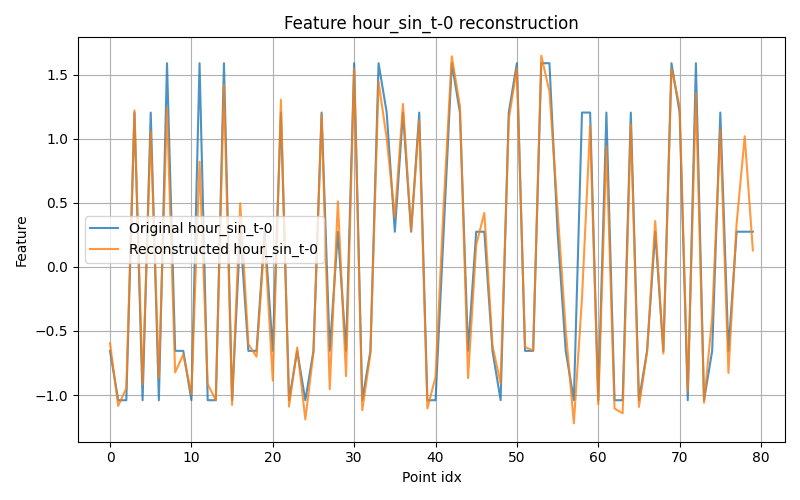 Feature hour_sin_t-0 reconstruction
1.5
1.0
0.5
0.0
−0.5
−1.0
Feature
Original hour_sin_t-0
Reconstructed hour_sin_t-0
0 10 20 30 40 50 60 70 80
Point idx